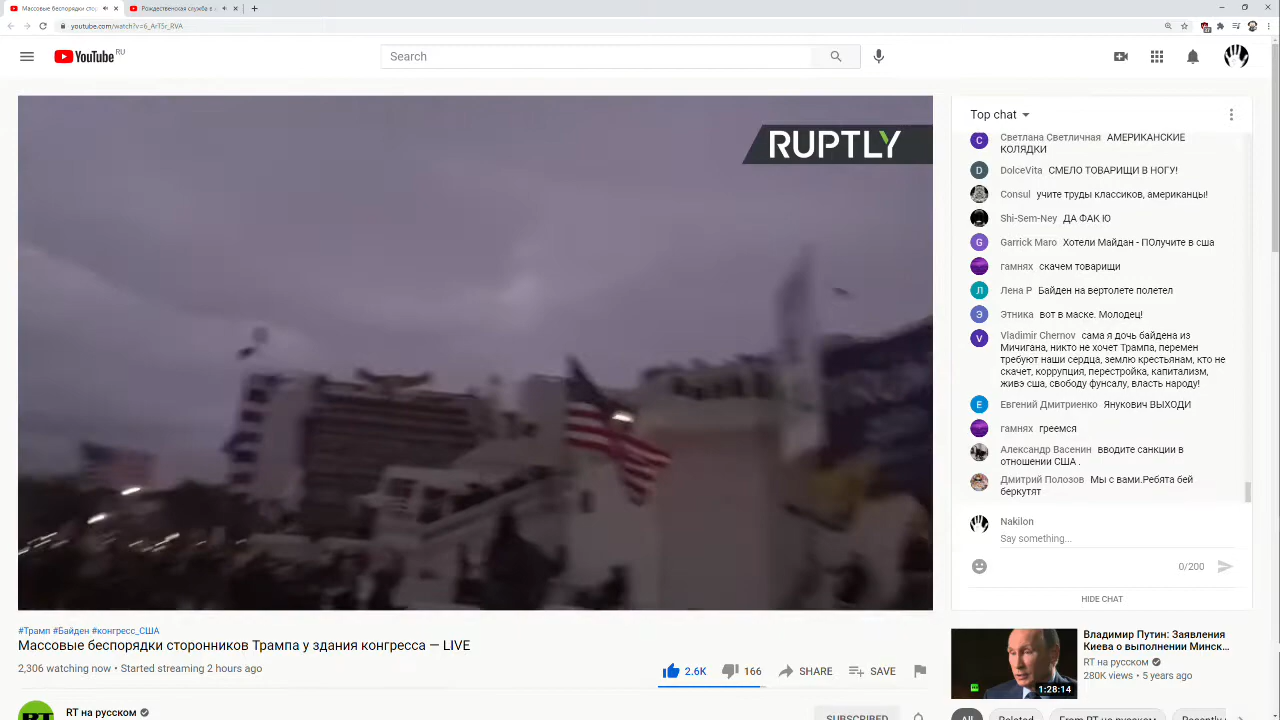 Массовые беспорядки сто
Рождественская служба в
youtube.com/watch?v=6_ArT5r_RVA
YouTube
RU
Search
RUPTLY
Top chat
Светлана Светличная АМЕРИКАНСКИЕ
КОЛЯДКИ
DolceVita СМЕЛО ТОВАРИЩИ В НОГУ!
Consul учите труды классиков, американцы!
Shi-Sem-Ney ДА ФАК Ю
Garrick Maro Хотели Майдан - ПОлучите в сша
гамнях скачем товарищи
Лена Р Байден на вертолете полетел
Этника вот в маске. Молодец!
Vladimir Chernov сама я дочь байдена из
Мичигана, никто не хочет Трампа, перемен
требуют наши сердца, землю крестьянам, кто не
скачет, коррупция, перестройка, капитализм,
живэ сша, свободу фунсалу, власть народу!
Евгений Дмитриенко Янукович ВЫХОДИ
гамнях греемся
Александр Васенин вводите санкции в
отношении США .
Дмитрий Полозов Мы с вами.Ребята бей
беркутят
Nakilon
Say something...
0/200
HIDE CHAT
#Трамп #Байден #конгресс_США
Массовые беспорядки сторонников Трампа у здания конгресса — LIVE
2,306 watching now • Started streaming 2 hours ago
2.6K 166 SHARE SAVE
RT на русском
SUBSCRIBED
Владимир Путин: Заявления
Киева о выполнении Минск...
RT на русском
280K views • 5 years ago
1:28:14
All Related From RT на русском Recently